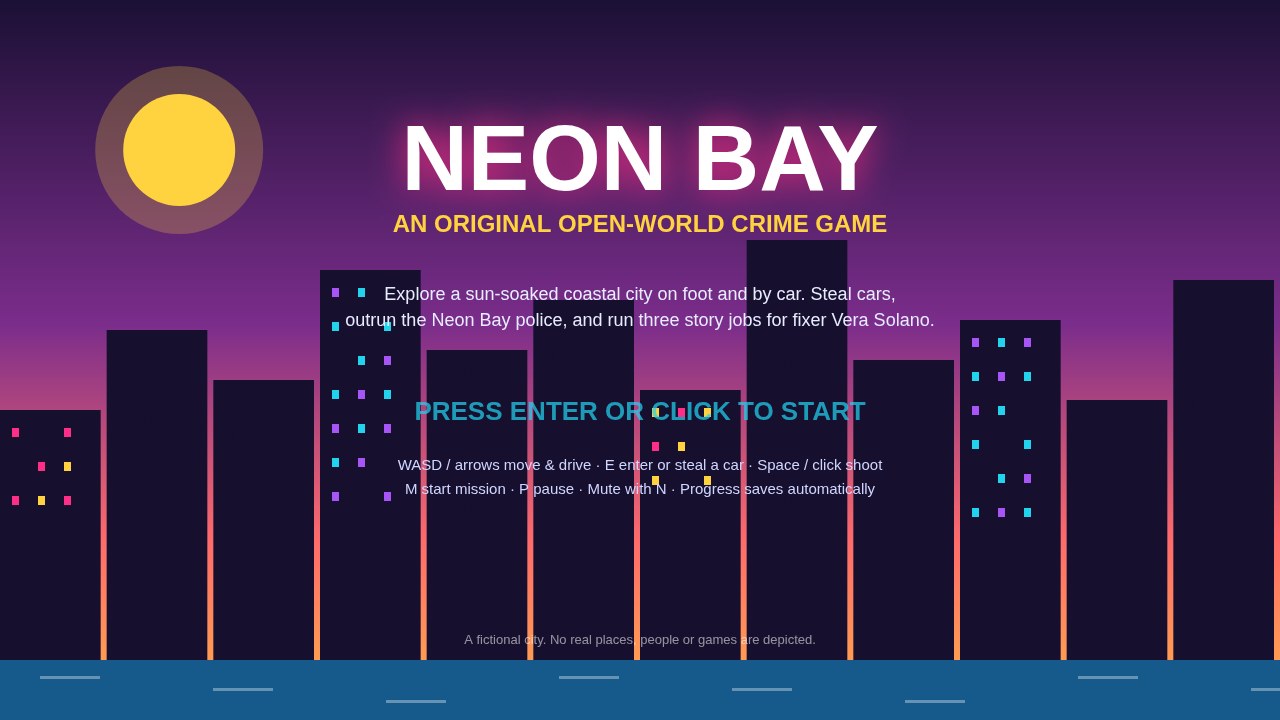 NEON BAY
AN ORIGINAL OPEN-WORLD CRIME GAME
Explore a sun-soaked coastal city on foot and by car. Steal cars,
outrun the Neon Bay police, and run three story jobs for fixer Vera Solano.
PRESS ENTER OR CLICK TO START
WASD / arrows move & drive · E enter or steal a car · Space / click shoot
M start mission · P pause · Mute with N · Progress saves automatically
A fictional city. No real places, people or games are depicted.